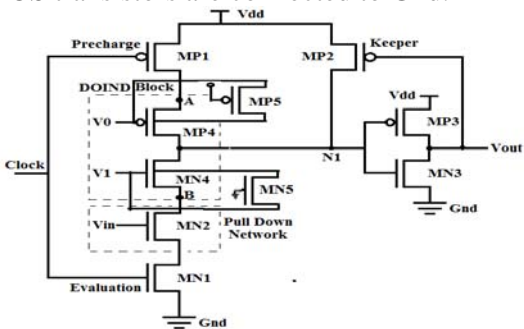 Vdd
Precharge
MP1
MP2
Keeper
DOIND Block
A
MP5
Vdd
V0
MP4
MP3
Clock
N1
Vout
V1
MN4
MN5
MN3
B
Vin
MN2
Pull Down
Network
Gnd
MN1
Evaluation
Gnd